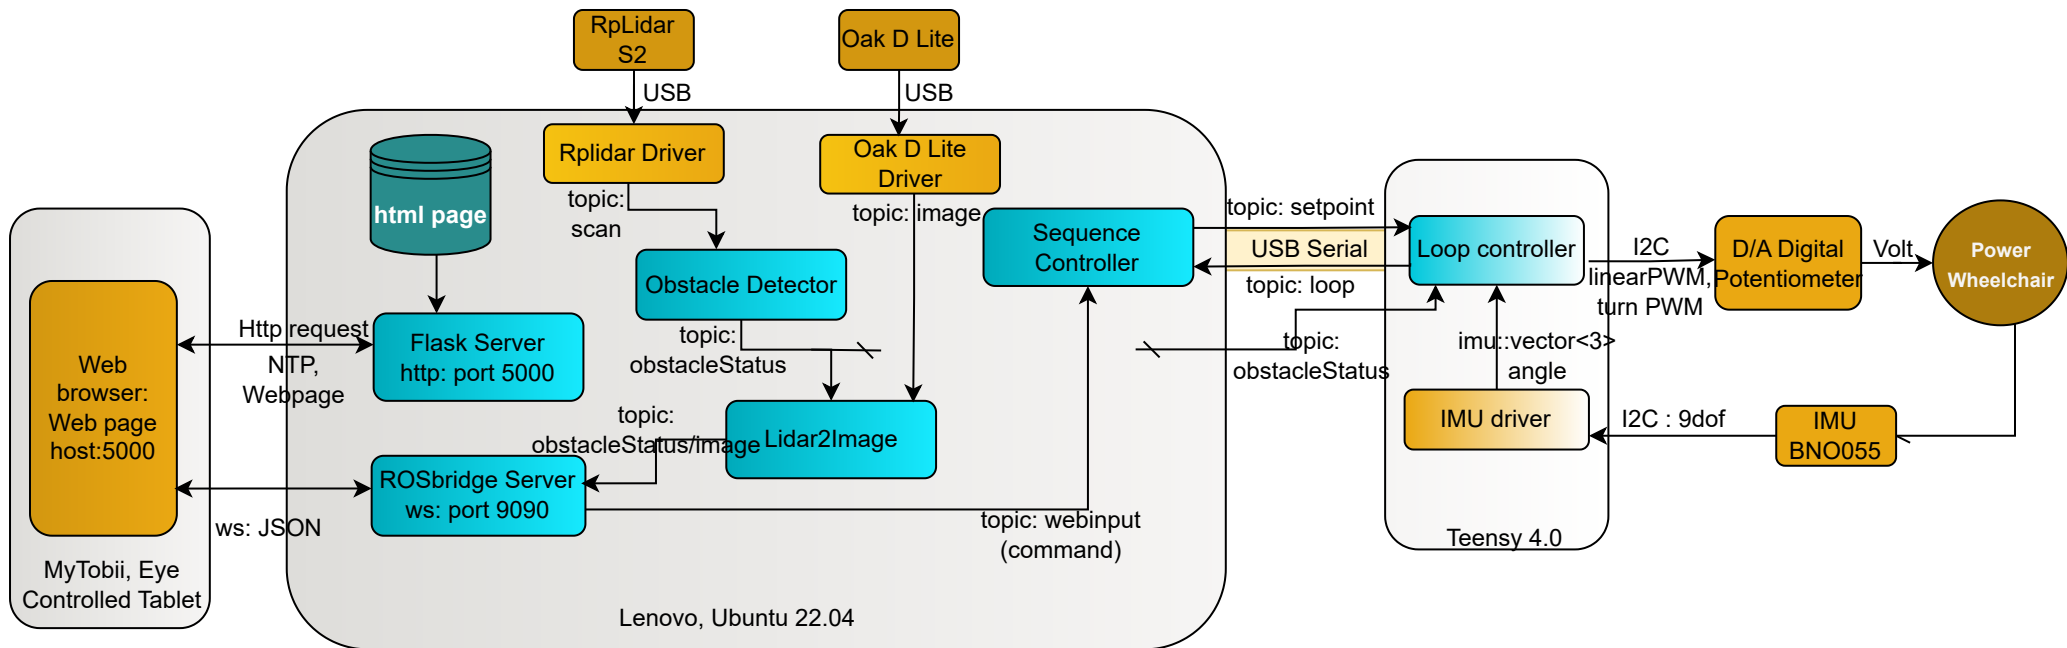 RpLidar
S2
Oak D Lite
USB
USB
Rplidar Driver
Oak D Lite
Driver
html page
topic:
scan
topic: image
Sequence
Controller
topic: setpoint
USB Serial
topic: loop
Loop controller
I2C
linearPWM,
turn PWM
D/A Digital
Potentiometer
Volt
Power
Wheelchair
Obstacle Detector
Http request
NTP,
Webpage
Flask Server
http: port 5000
topic:
obstacleStatus
topic:
obstacleStatus
imu::vector<3>
angle
Web
browser:
Web page
host:5000
topic:
obstacleStatus/image
Lidar2Image
IMU driver
I2C : 9dof
IMU
BNO055
ROSbridge Server
ws: port 9090
ws: JSON
topic: webinput
(command)
Teensy 4.0
MyTobii, Eye
Controlled Tablet
Lenovo, Ubuntu 22.04